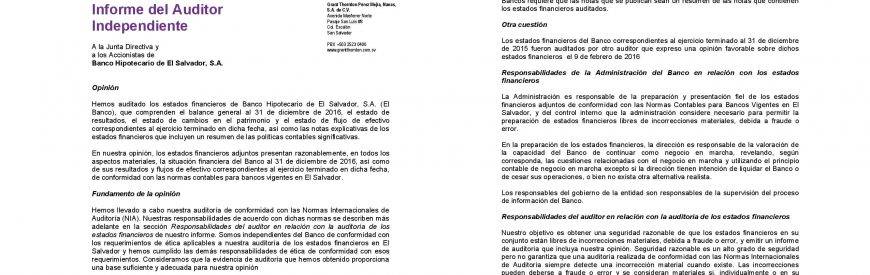 Informe del Auditor
Independiente
Grant Thornton Perez Mejia, Navas,
S.A. de C.V.
Avenida Masferrer Norte
Pasaje San Luis #8
Col. Escalón
San Salvador
PBX +503 2523 0400
www.grantthornton.com.sv
A la Junta Directiva y
a los Accionistas de
Banco Hipotecario de El Salvador, S.A.
Opinión
Hemos auditado los estados financieros de Banco Hipotecario de El Salvador, S.A. (El
Banco), que comprenden el balance general al 31 de diciembre de 2016, el estado de
resultados, el estado de cambios en el patrimonio y el estado de flujo de efectivo
correspondientes al ejercicio terminado en dicha fecha, así como las notas explicativas de los
estados financieros que incluyen un resumen de las políticas contables significativas.
En nuestra opinión, los estados financieros adjuntos presentan razonablemente, en todos los
aspectos materiales, la situación financiera del Banco al 31 de diciembre de 2016, así como
de sus resultados y flujos de efectivo correspondientes al ejercicio terminado en dicha fecha,
de conformidad con las normas contables para bancos vigentes en El Salvador.
Fundamento de la opinión
Hemos llevado a cabo nuestra auditoría de conformidad con las Normas Internacionales de
Auditoría (NIA). Nuestras responsabilidades de acuerdo con dichas normas se describen más
adelante en la sección Responsabilidades del auditor en relación con la auditoría de los
estados financieros de nuestro informe. Somos independientes del Banco de conformidad con
los requerimientos de ética aplicables a nuestra auditoría de los estados financieros en El
Salvador y hemos cumplido las demás responsabilidades de ética de conformidad con esos
requerimientos. Consideramos que la evidencia de auditoría que hemos obtenido proporciona
una base suficiente y adecuada para nuestra opinión
Bancos requiere que las notas que se publican sean un resumen de las notas que contienen
los estados financieros auditados.
Otra cuestión
Los estados financieros del Banco correspondientes al ejercicio terminado al 31 de diciembre
de 2015 fueron auditados por otro auditor que expreso una opinión favorable sobre dichos
estados financieros el 9 de febrero de 2016
Responsabilidades de la Administración del Banco en relación con los estados
financieros
La Administración es responsable de la preparación y presentación fiel de los estados
financieros adjuntos de conformidad con las Normas Contables para Bancos Vigentes en El
Salvador, y del control interno que la administración considere necesario para permitir la
preparación de estados financieros libres de incorrecciones materiales, debida a fraude o
error.
En la preparación de los estados financieros, la dirección es responsable de la valoración de
la capacidad del Banco de continuar como negocio en marcha, revelando, según
corresponda, las cuestiones relacionadas con el negocio en marcha y utilizando el principio
contable de negocio en marcha excepto si la dirección tienen intención de liquidar el Banco o
de cesar sus operaciones, o bien no exista otra alternativa realista.
Los responsables del gobierno de la entidad son responsables de la supervisión del proceso
de información del Banco.
Responsabilidades del auditor en relación con la auditoría de los estados financieros
Nuestro objetivo es obtener una seguridad razonable de que los estados financieros en su
conjunto están libres de incorrecciones materiales, debida a fraude o error, y emitir un informe
de auditoría que incluya nuestra opinión. Seguridad razonable es un alto grado de seguridad
pero no garantiza que una auditoría realizada de conformidad con las Normas Internacionales
de Auditoría siempre detecte una incorrección material cuando existe. Las incorrecciones
pueden deberse a fraude o error y se consideran materiales si, individualmente o en su